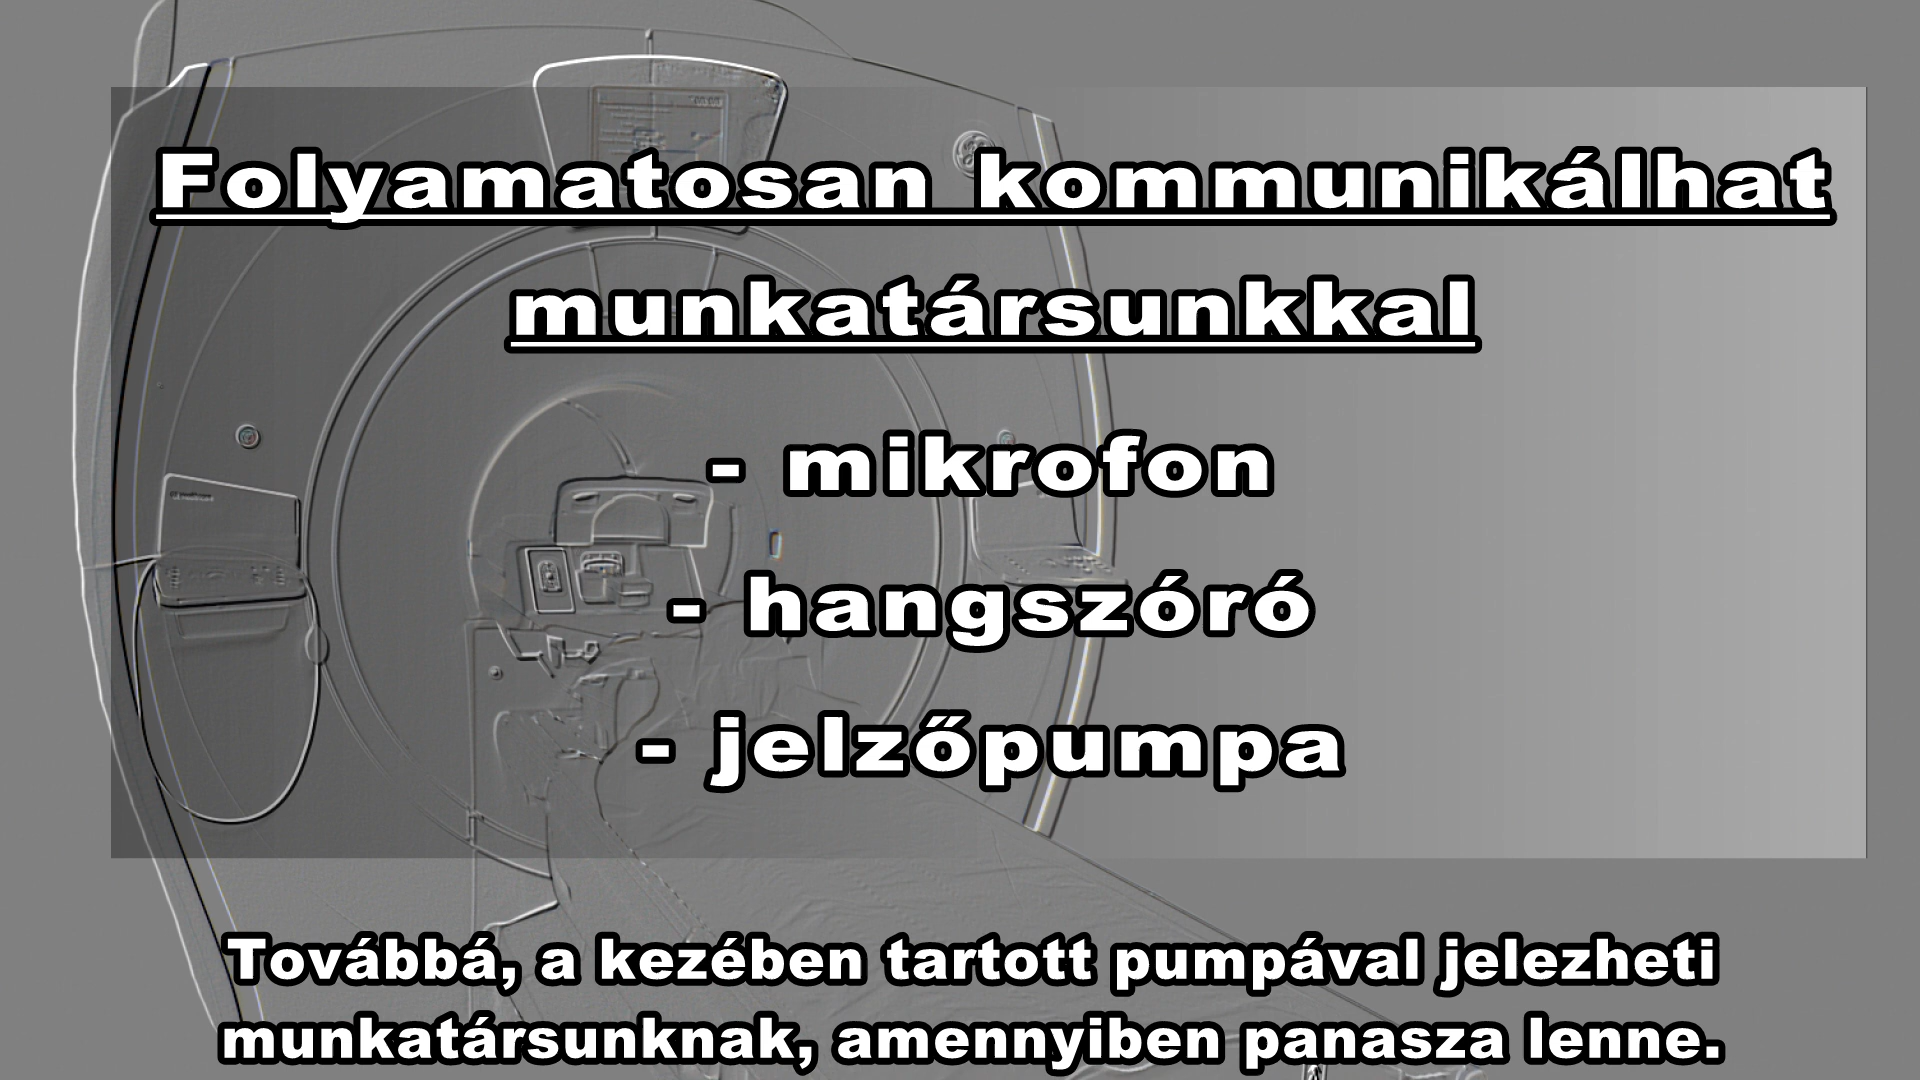 Folyamatosan kommunikálhat
munkatársunkkal
- mikrofon
- hangszóró
- jelzőpumpa
Továbbá, a kezében tartott pumpával jelezheti
munkatársunknak, amennyiben panasza lenne.